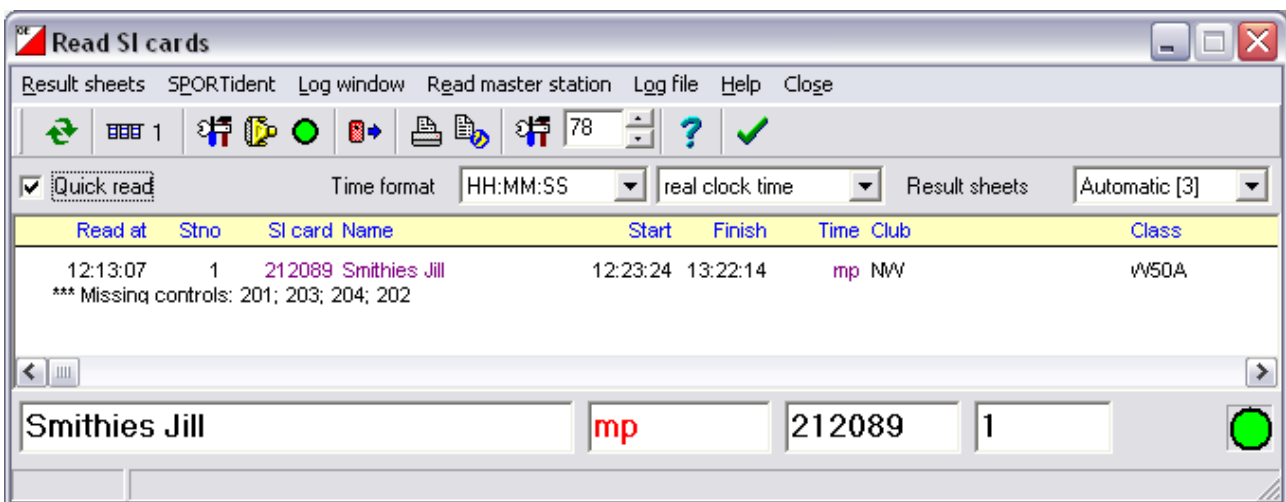 OE
Read SI cards
Result sheets SPORTident Log window Read master station Log file Help Close
1 78 ?
Quick read Time format HH:MM:SS real clock time Result sheets Automatic [3]
Read at Stno SI card Name Start Finish Time Club Class
12:13:07 1 212089 Smithies Jill 12:23:24 13:22:14 mp NW W50A
*** Missing controls: 201; 203; 204; 202
Smithies Jill mp 212089 1